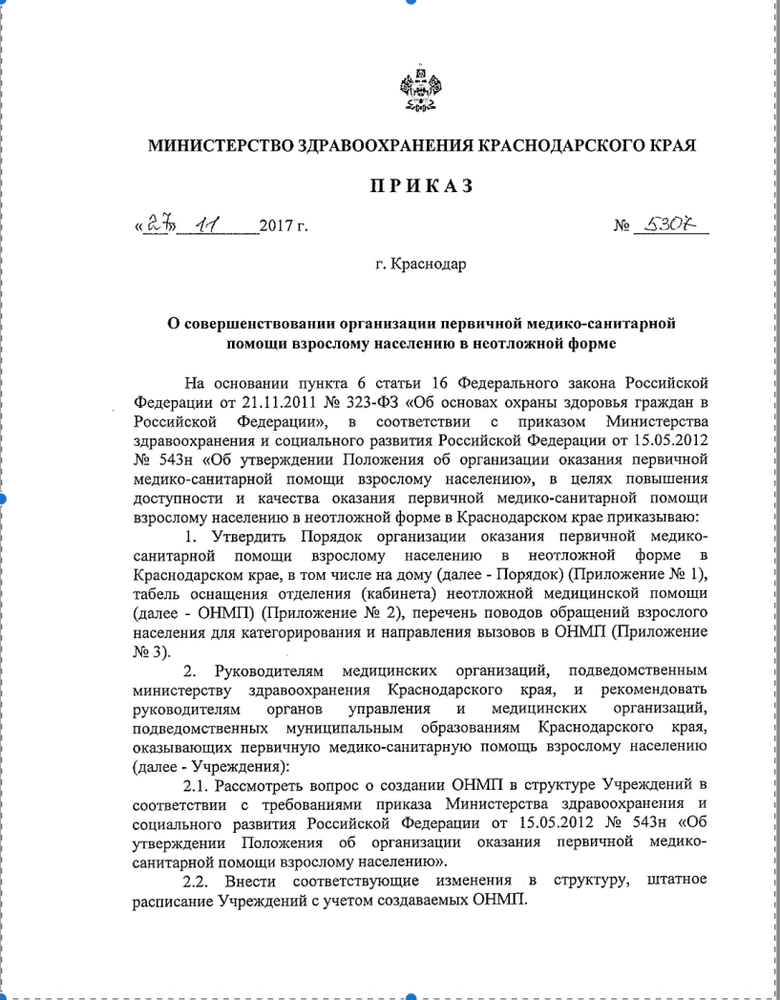 МИНИСТЕРСТВО ЗДРАВООХРАНЕНИЯ КРАСНОДАРСКОГО КРАЯ
ПРИКАЗ
«27» 11 2017 г. № 5307
г. Краснодар
О совершенствовании организации первичной медико-санитарной
помощи взрослому населению в неотложной форме
На основании пункта 6 статьи 16 Федерального закона Российской
Федерации от 21.11.2011 № 323-ФЗ «Об основах охраны здоровья граждан в
Российской Федерации», в соответствии с приказом Министерства
здравоохранения и социального развития Российской Федерации от 15.05.2012
№ 543н «Об утверждении Положения об организации оказания первичной
медико-санитарной помощи взрослому населению», в целях повышения
доступности и качества оказания первичной медико-санитарной помощи
взрослому населению в неотложной форме в Краснодарском крае приказываю:
1. Утвердить Порядок организации оказания первичной медико-
санитарной помощи взрослому населению в неотложной форме в
Краснодарском крае, в том числе на дому (далее - Порядок) (Приложение № 1),
табель оснащения отделения (кабинета) неотложной медицинской помощи
(далее - ОНМП) (Приложение № 2), перечень поводов обращений взрослого
населения для категорирования и направления вызовов в ОНМП (Приложение
№ 3).
2. Руководителям медицинских организаций, подведомственным
министерству здравоохранения Краснодарского края, и рекомендовать
руководителям органов управления и медицинских организаций,
подведомственных муниципальным образованиям Краснодарского края,
оказывающих первичную медико-санитарную помощь взрослому населению
(далее - Учреждения):
2.1. Рассмотреть вопрос о создании ОНМП в структуре Учреждений в
соответствии с требованиями приказа Министерства здравоохранения и
социального развития Российской Федерации от 15.05.2012 № 543н «Об
утверждении Положения об организации оказания первичной медико-
санитарной помощи взрослому населению».
2.2. Внести соответствующие изменения в структуру, штатное
расписание Учреждений с учетом создаваемых ОНМП.